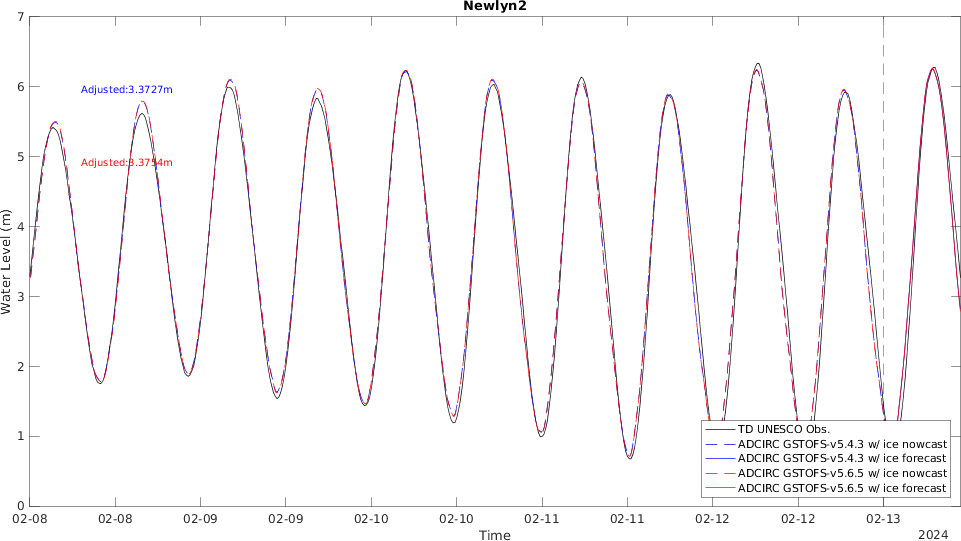 Newlyn2
7
6
5
4
3
2
1
0
Water Level (m)
Adjusted:3.3727m
Adjusted:3.3754m
TD UNESCO Obs.
ADCIRC GSTOFS-v5.4.3 w/ ice nowcast
ADCIRC GSTOFS-v5.4.3 w/ ice forecast
ADCIRC GSTOFS-v5.6.5 w/ ice nowcast
ADCIRC GSTOFS-v5.6.5 w/ ice forecast
02-08 02-08 02-09 02-09 02-10 02-10 02-11 02-11 02-12 02-12 02-13
Time
2024